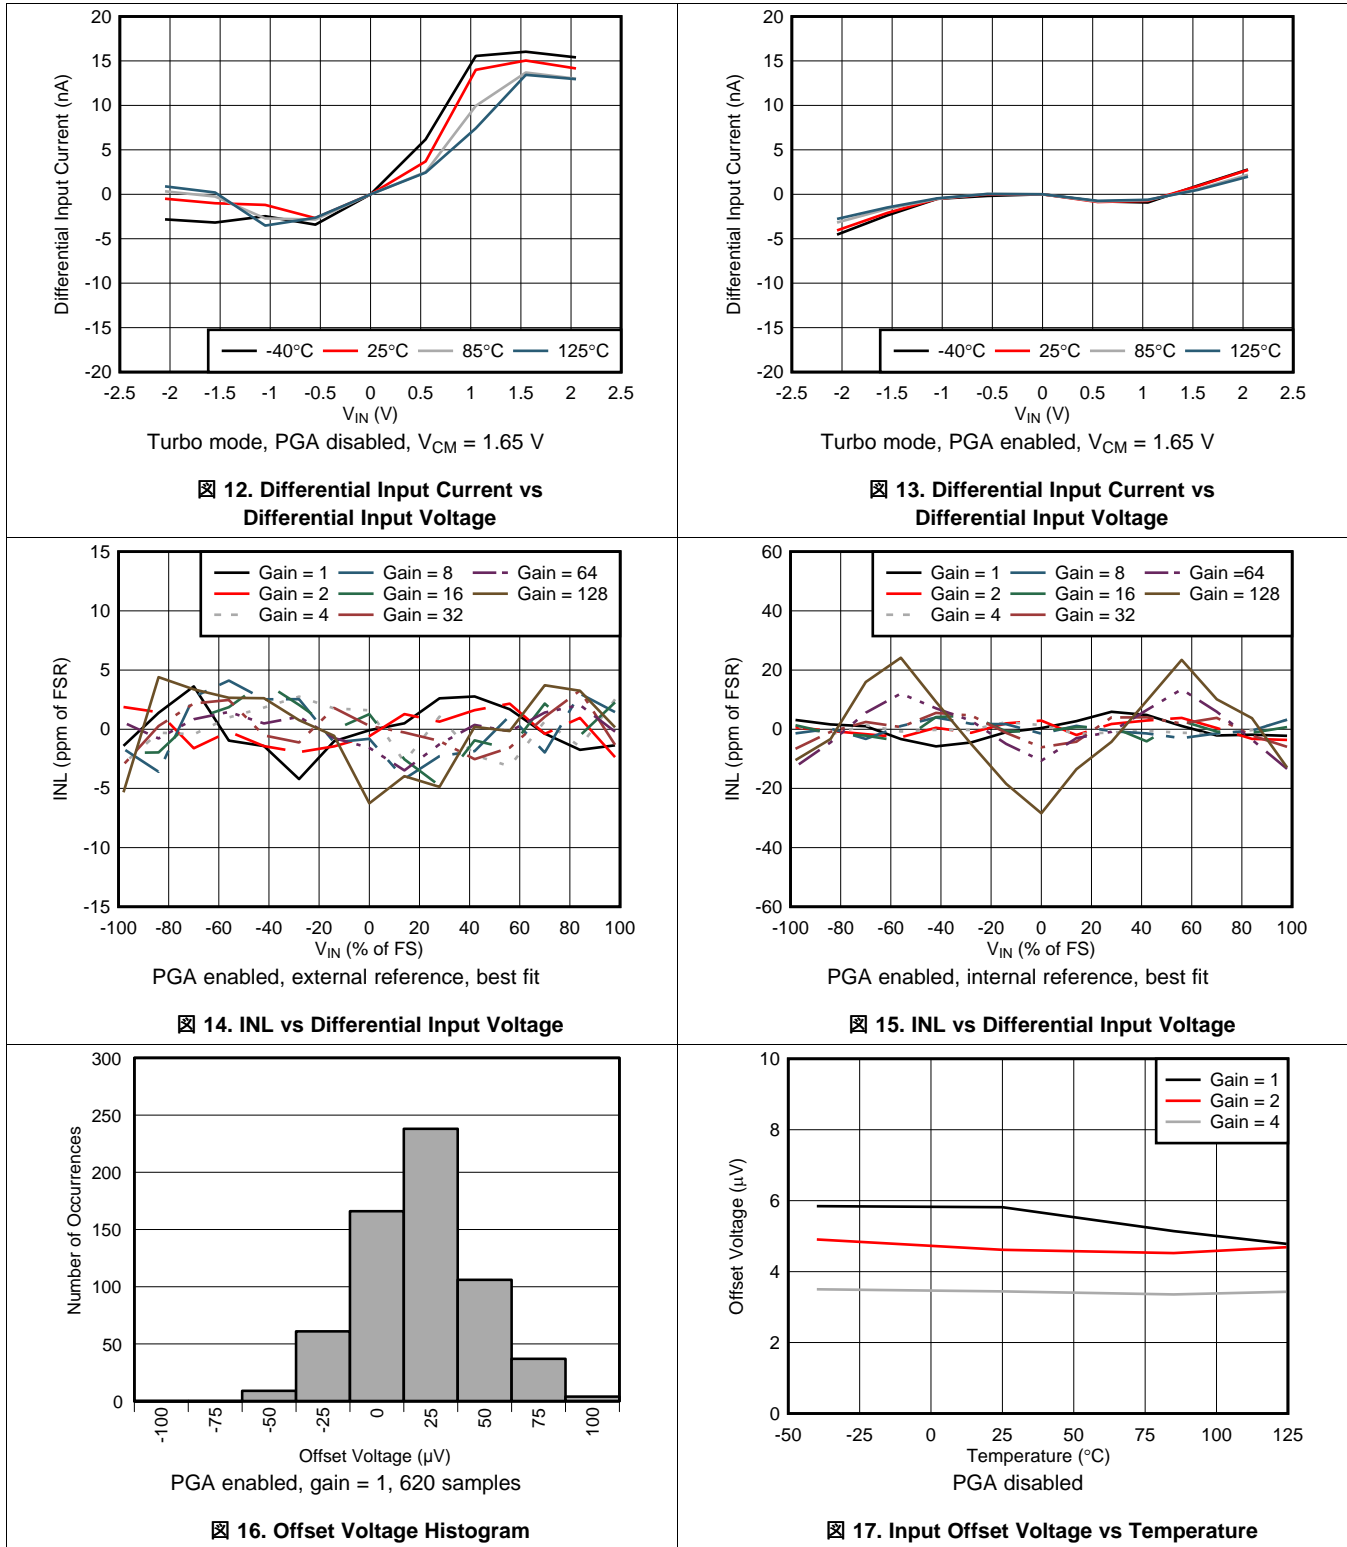 20
15
10
5
0
-5
-10
-15
-20
Differential Input Current (nA)
-40°C 25°C 85°C 125°C
-2.5 -2 -1.5 -1 -0.5 0 0.5 1 1.5 2 2.5
VIN (V)
Turbo mode, PGA disabled, VCM = 1.65 V
図 12. Differential Input Current vs
Differential Input Voltage
20
15
10
5
0
-5
-10
-15
-20
Differential Input Current (nA)
-40°C 25°C 85°C 125°C
-2.5 -2 -1.5 -1 -0.5 0 0.5 1 1.5 2 2.5
VIN (V)
Turbo mode, PGA enabled, VCM = 1.65 V
図 13. Differential Input Current vs
Differential Input Voltage
15
10
5
0
-5
-10
-15
INL (ppm of FSR)
Gain = 1 Gain = 8 Gain = 64
Gain = 2 Gain = 16 Gain = 128
Gain = 4 Gain = 32
-100 -80 -60 -40 -20 0 20 40 60 80 100
VIN (% of FS)
PGA enabled, external reference, best fit
図 14. INL vs Differential Input Voltage
60
40
20
0
-20
-40
-60
INL (ppm of FSR)
Gain = 1 Gain = 8 Gain =64
Gain = 2 Gain = 16 Gain = 128
Gain = 4 Gain = 32
-100 -80 -60 -40 -20 0 20 40 60 80 100
VIN (% of FS)
PGA enabled, internal reference, best fit
図 15. INL vs Differential Input Voltage
300
250
200
150
100
50
0
Number of Occurrences
-100 -75 -50 -25 0 25 50 75 100
Offset Voltage (µV)
PGA enabled, gain = 1, 620 samples
図 16. Offset Voltage Histogram
10
8
6
4
2
0
Offset Voltage (µV)
Gain = 1
Gain = 2
Gain = 4
-50 -25 0 25 50 75 100 125
Temperature (°C)
PGA disabled
図 17. Input Offset Voltage vs Temperature